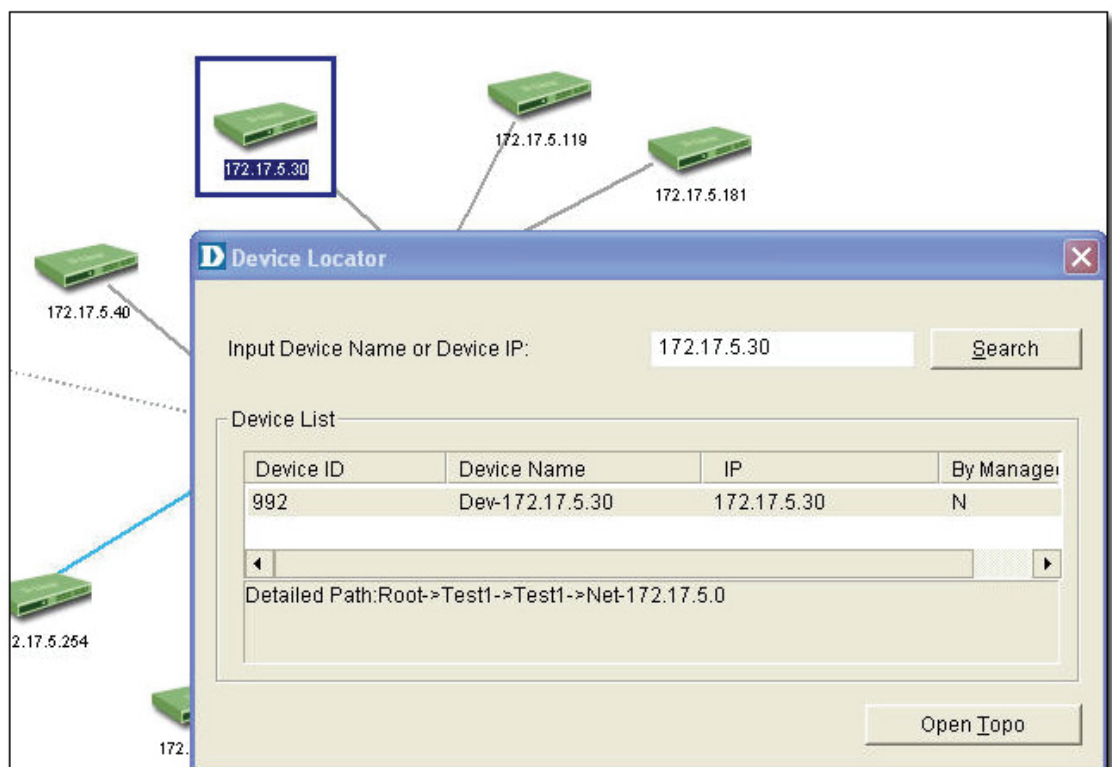 172.17.5.30
172.17.5.119
172.17.5.181
172.17.5.40
Device Locator
Input Device Name or Device IP:
172.17.5.30
Search
Device List
Device ID Device Name IP By Manage
992 Dev-172.17.5.30 172.17.5.30 N
Detailed Path:Root->Test1->Test1->Net-172.17.5.0
2.17.5.254
172.
Open Topo